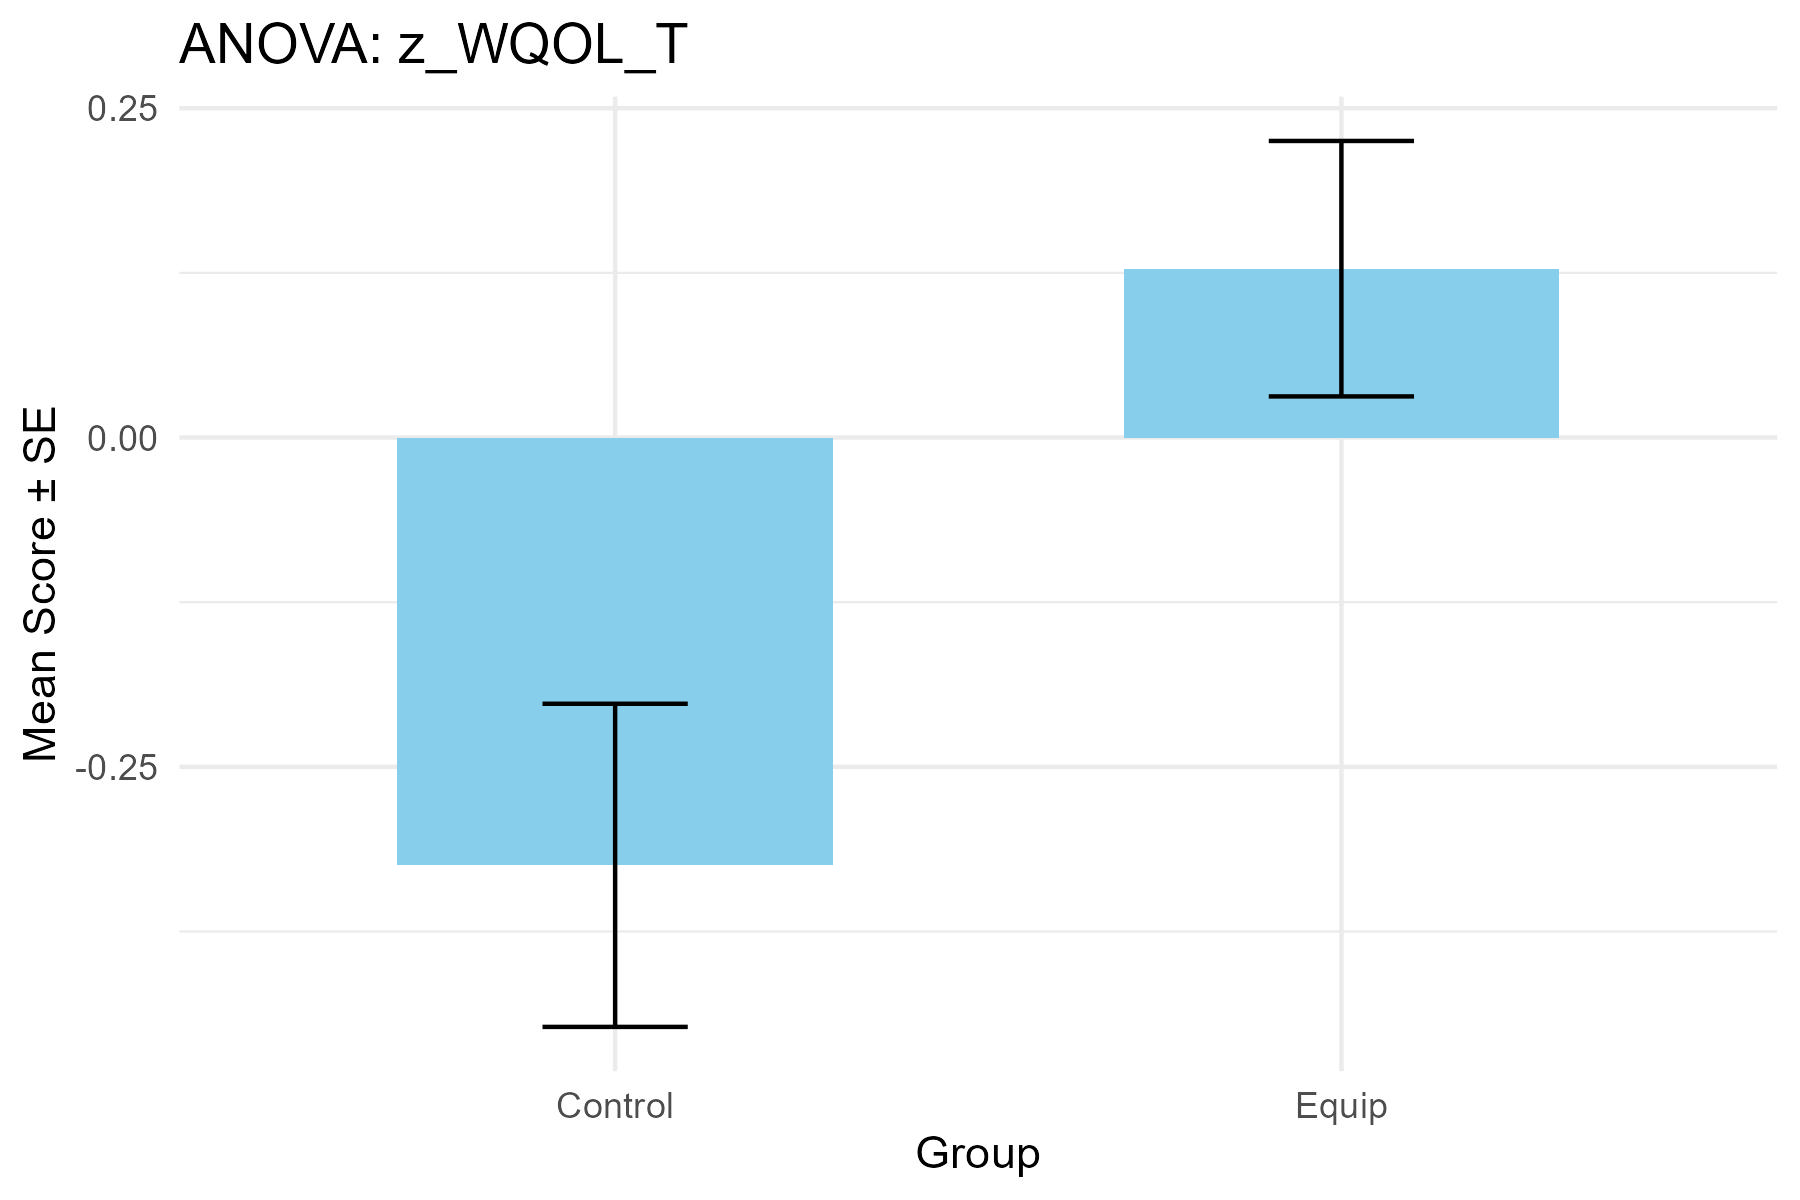 ANOVA: z_WQOL_T
Mean Score ± SE
0.25
0.00
-0.25
Control
Equip
Group